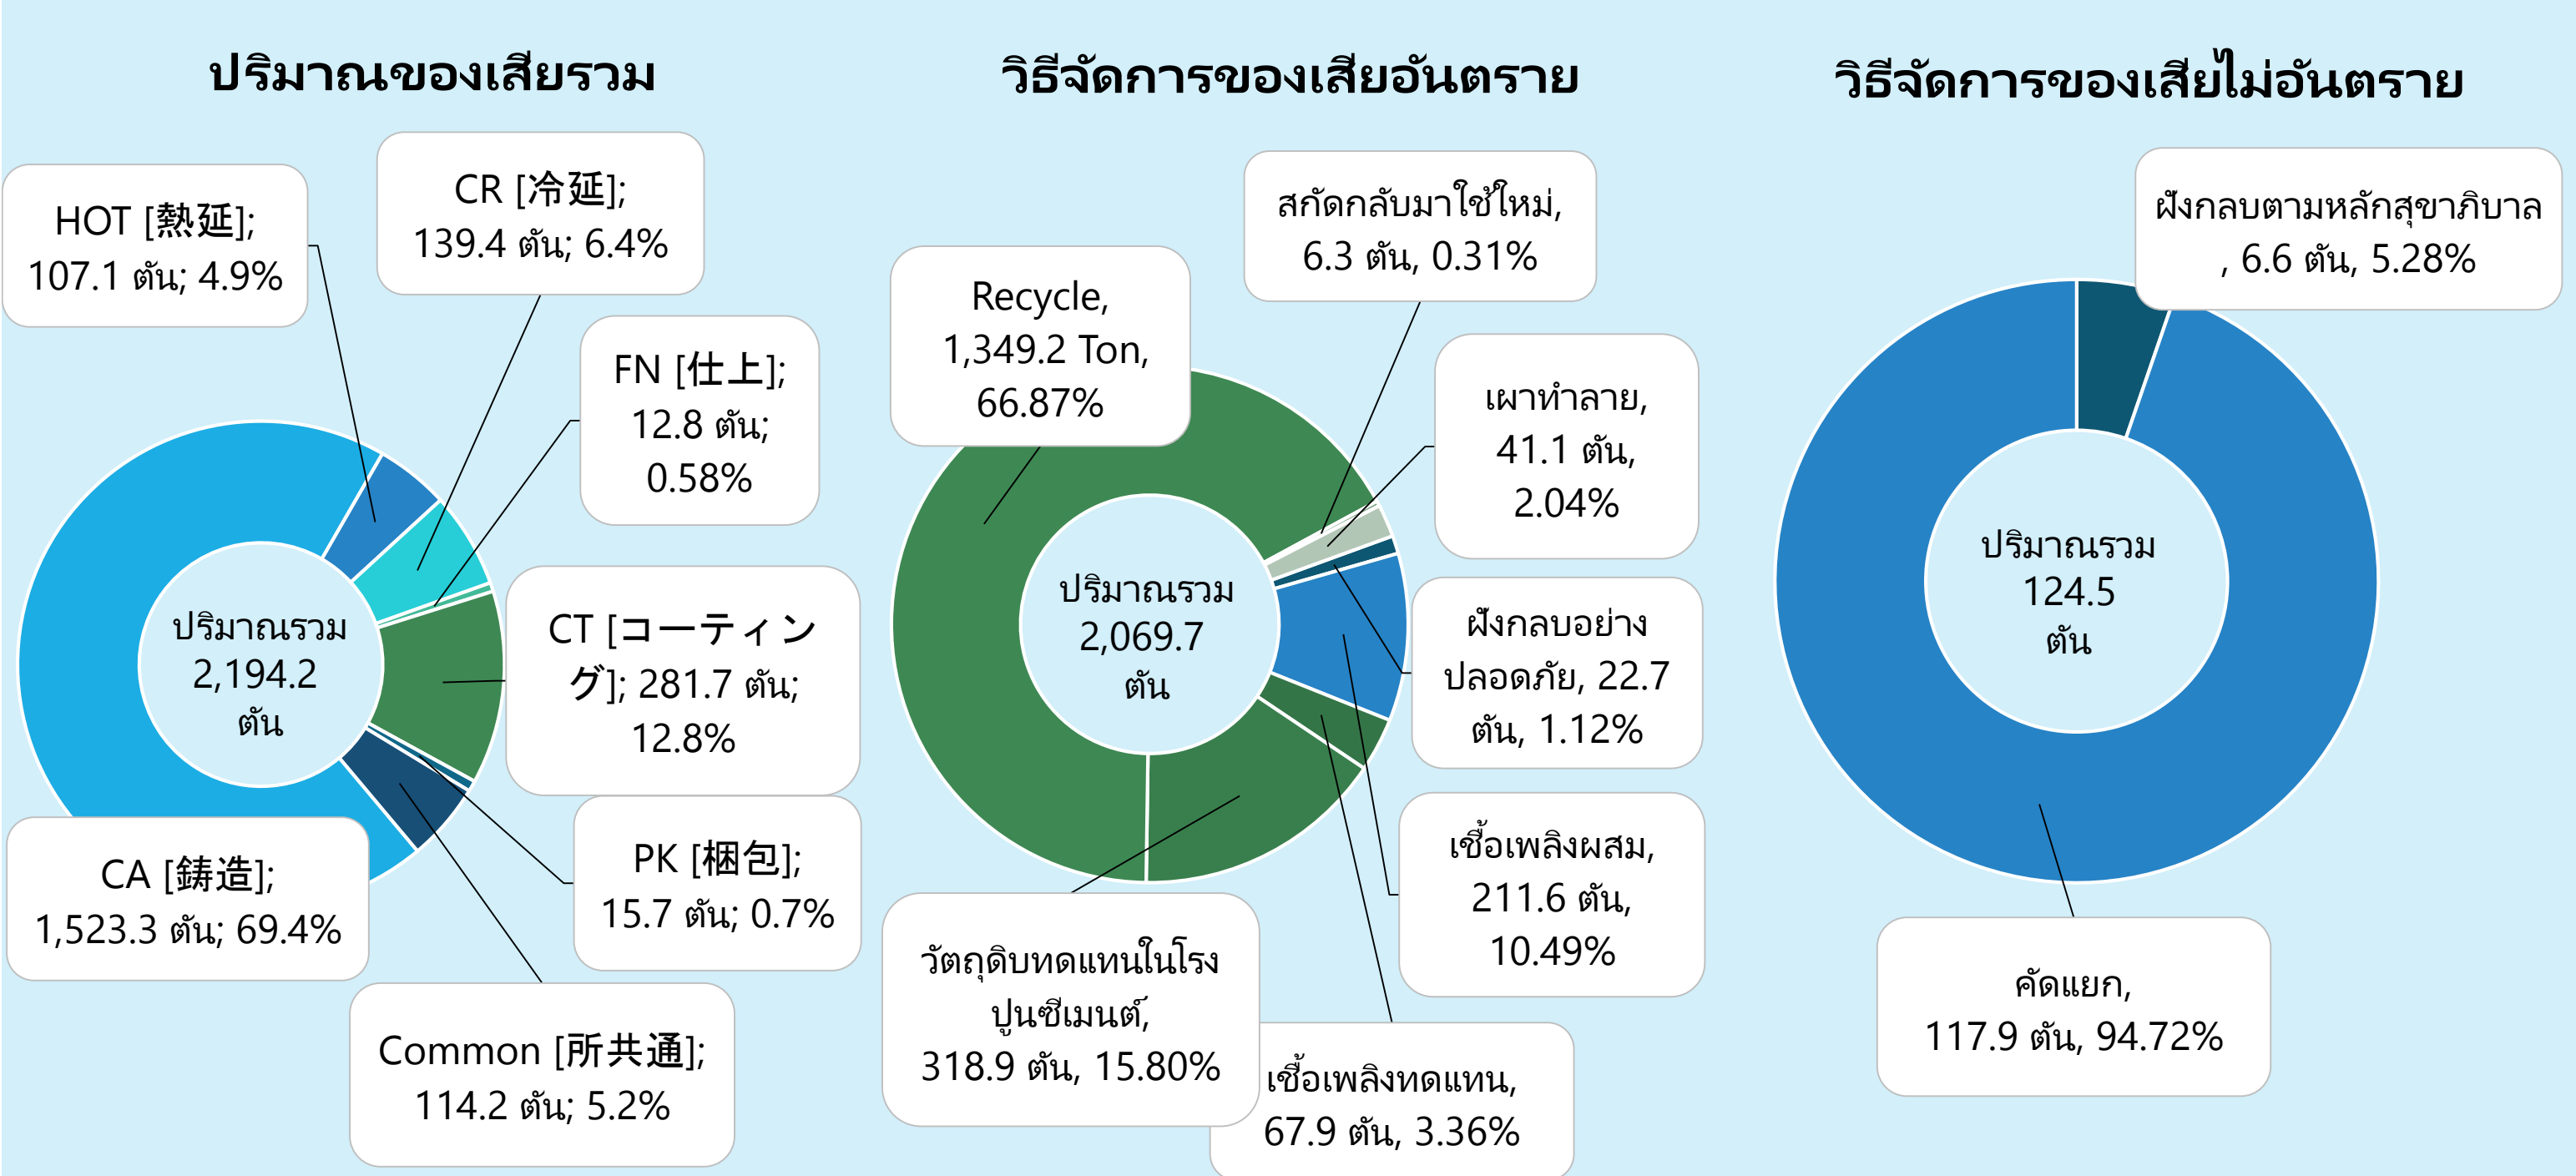 ปริมาณของเสียรวม
HOT [熱延];
107.1 ตัน; 4.9%
CR [冷延];
139.4 ตัน; 6.4%
FN [仕上];
12.8 ตัน;
0.58%
CT [コーティン
グ]; 281.7 ตัน;
12.8%
PK [梱包];
15.7 ตัน; 0.7%
Common [所共通];
114.2 ตัน; 5.2%
CA [鋳造];
1,523.3 ตัน; 69.4%
ปริมาณรวม
2,194.2
ตัน
วิธีจัดการของเสียอันตราย
Recycle,
1,349.2 Ton,
66.87%
สกัดกลับมาใช้ใหม่,
6.3 ตัน, 0.31%
เผาทำลาย,
41.1 ตัน,
2.04%
ฝังกลบอย่าง
ปลอดภัย, 22.7
ตัน, 1.12%
เชื้อเพลิงผสม,
211.6 ตัน,
10.49%
เชื้อเพลิงทดแทน,
67.9 ตัน, 3.36%
วัตถุดิบทดแทนในโรง
ปูนซีเมนต์,
318.9 ตัน, 15.80%
ปริมาณรวม
2,069.7
ตัน
วิธีจัดการของเสียไม่อันตราย
ฝังกลบตามหลักสุขาภิบาล
, 6.6 ตัน, 5.28%
ปริมาณรวม
124.5
ตัน
คัดแยก,
117.9 ตัน, 94.72%